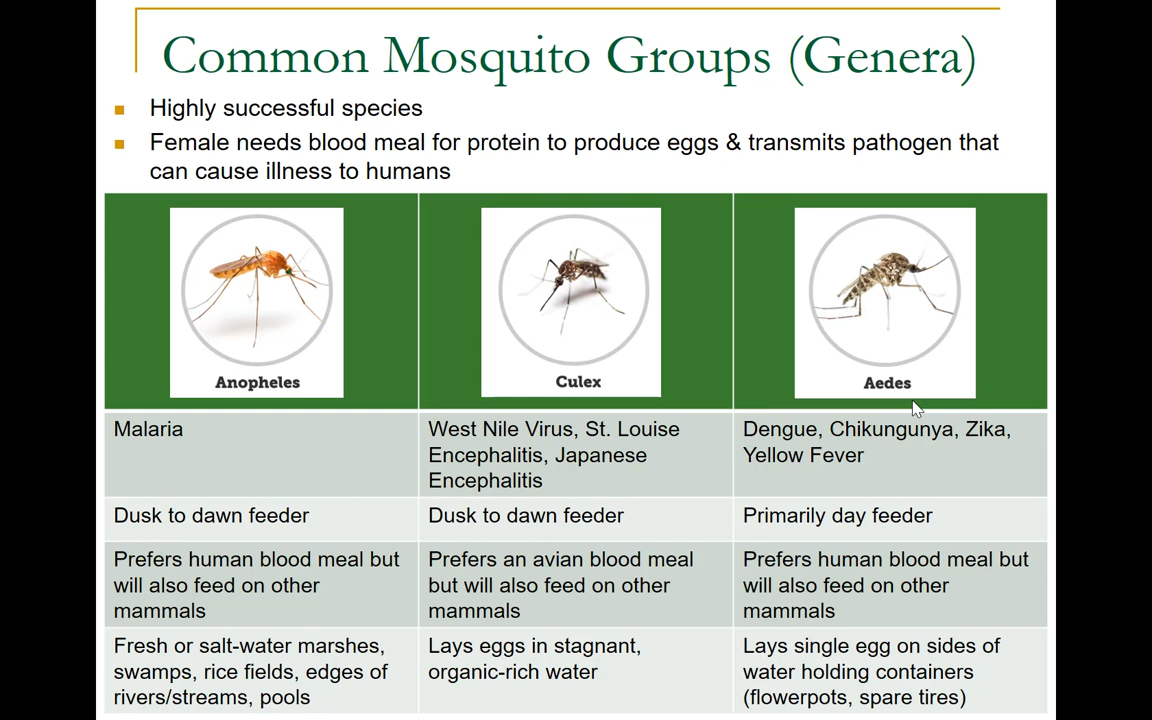 Common Mosquito Groups (Genera)
Highly successful species
Female needs blood meal for protein to produce eggs & transmits pathogen that
can cause illness to humans
Anopheles
Culex
Aedes
Malaria
West Nile Virus, St. Louise
Encephalitis, Japanese
Encephalitis
Dengue, Chikungunya, Zika,
Yellow Fever
Dusk to dawn feeder
Dusk to dawn feeder
Primarily day feeder
Prefers human blood meal but
will also feed on other
mammals
Prefers an avian blood meal
but will also feed on other
mammals
Prefers human blood meal but
will also feed on other
mammals
Fresh or salt-water marshes,
swamps, rice fields, edges of
rivers/streams, pools
Lays eggs in stagnant,
organic-rich water
Lays single egg on sides of
water holding containers
(flowerpots, spare tires)